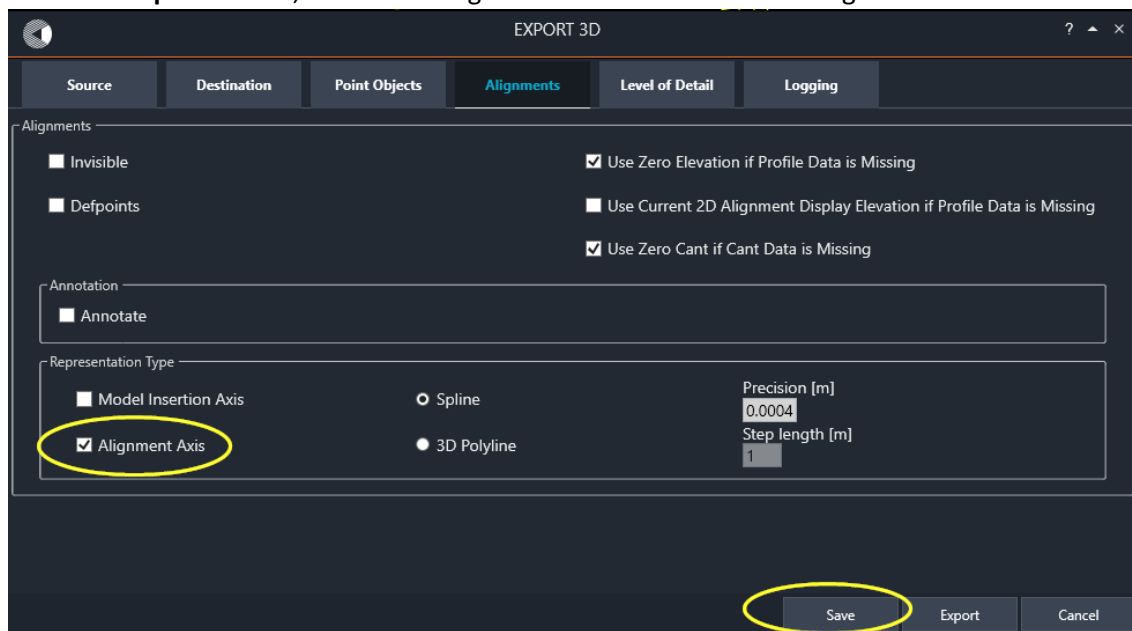 EXPORT 3D ?
Source Destination Point Objects Alignments Level of Detail Logging
Alignments
Invisible Use Zero Elevation if Profile Data is Missing
Defpoints Use Current 2D Alignment Display Elevation if Profile Data is Missing
Use Zero Cant if Cant Data is Missing
Annotation
Annotate
Representation Type
Model Insertion Axis Spline Precision [m]
0.0004
Alignment Axis 3D Polyline Step length [m]
1
Save Export Cancel